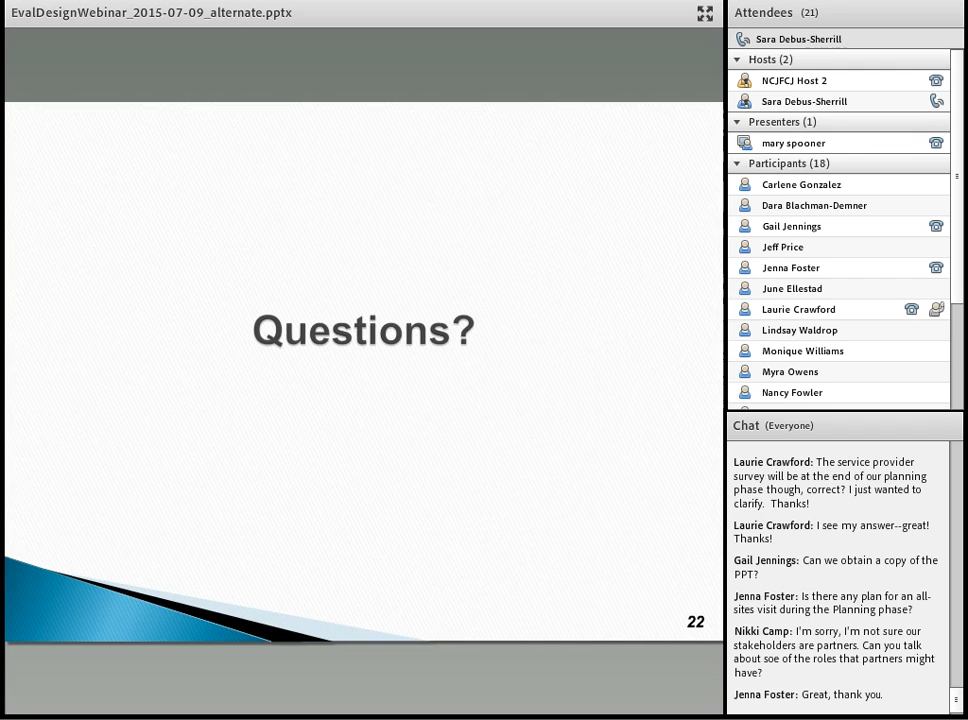 EvalDesignWebinar_2015-07-09_alternate.pptx
Questions?
22
Attendees (21)
Sara Debus-Sherrill
Hosts (2)
NCJFCJ Host 2
Sara Debus-Sherrill
Presenters (1)
mary spooner
Participants (18)
Carlene Gonzalez
Dara Blachman-Demner
Gail Jennings
Jeff Price
Jenna Foster
June Ellestad
Laurie Crawford
Lindsay Waldrop
Monique Williams
Myra Owens
Nancy Fowler
Chat (Everyone)
Laurie Crawford: The service provider
survey will be at the end of our planning
phase though, correct? I just wanted to
clarify. Thanks!
Laurie Crawford: I see my answer--great!
Thanks!
Gail Jennings: Can we obtain a copy of the
PPT?
Jenna Foster: Is there any plan for an all-
sites visit during the Planning phase?
Nikki Camp: I'm sorry, I'm not sure our
stakeholders are partners. Can you talk
about soe of the roles that partners might
have?
Jenna Foster: Great, thank you.